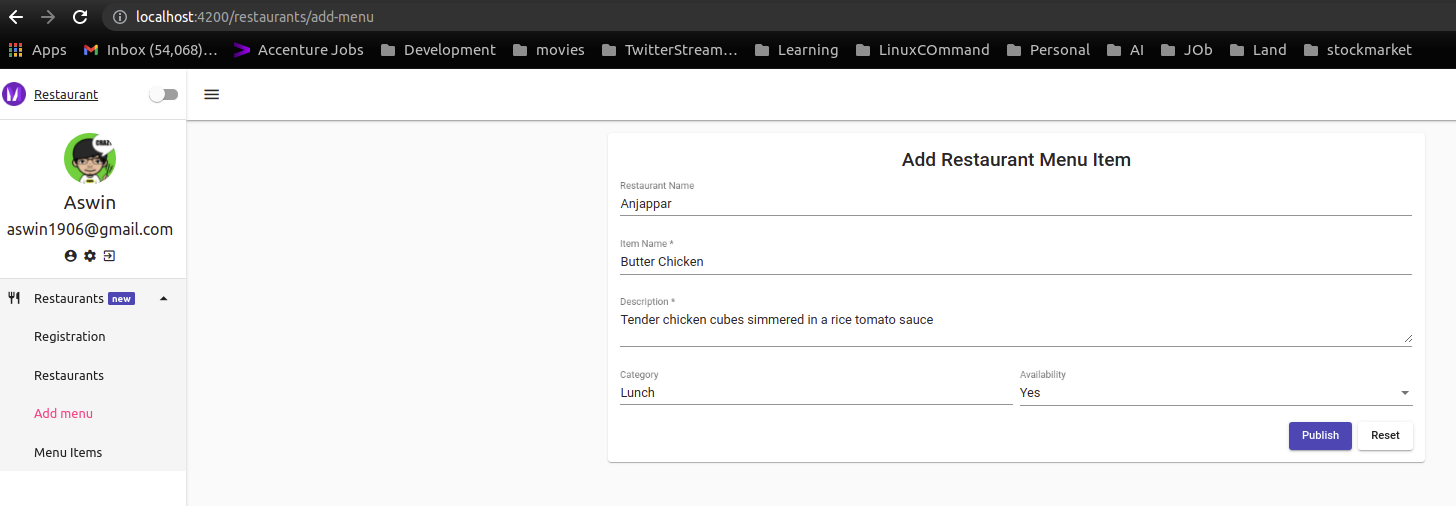 localhost:4200/restaurants/add-menu
Apps Inbox (54,068)... Accenture Jobs Development movies TwitterStream... Learning LinuxCOmmand Personal AI JOb Land stockmarket
Restaurant
CRAZY
Aswin
aswin1906@gmail.com
Restaurants new
Registration
Restaurants
Add menu
Menu Items
Add Restaurant Menu Item
Restaurant Name
Anjappar
Item Name *
Butter Chicken
Description *
Tender chicken cubes simmered in a rice tomato sauce
Category Availability
Lunch Yes
Publish Reset